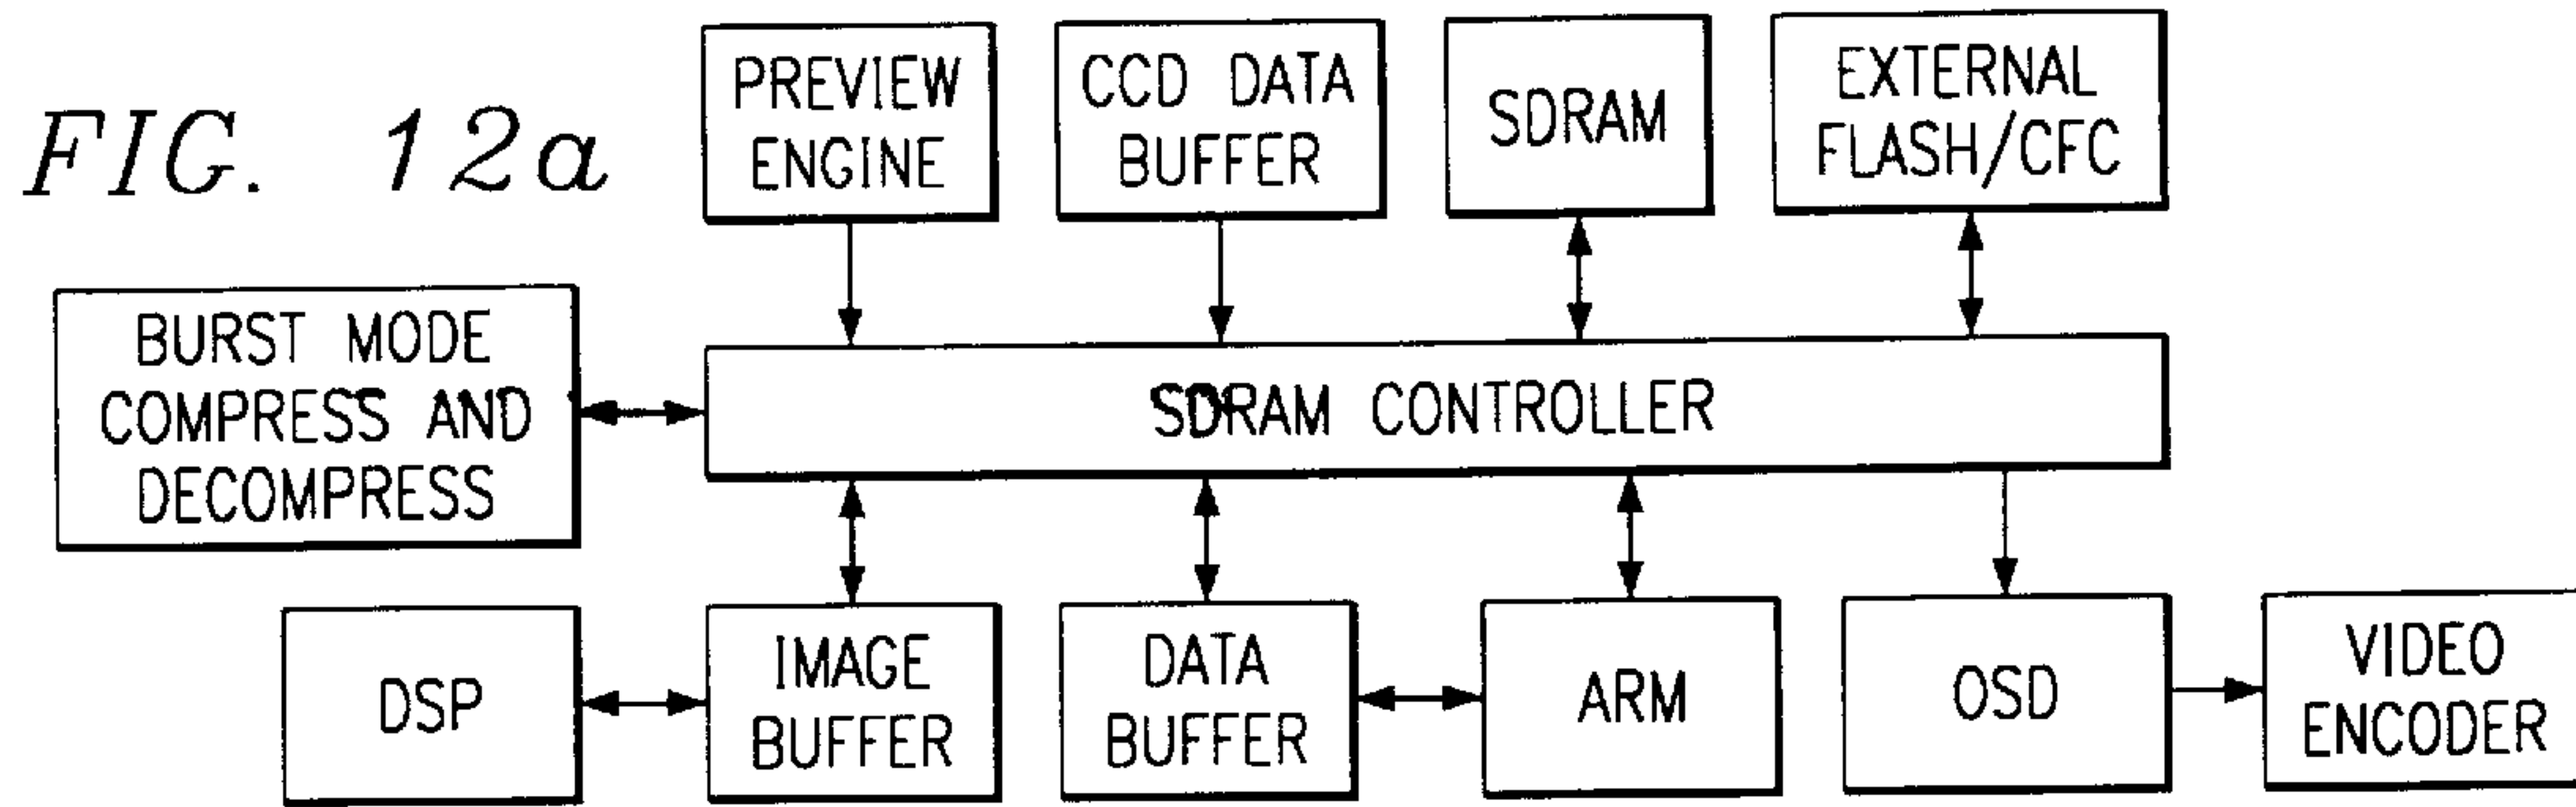 FIG. 12a
PREVIEW
ENGINE
CCD DATA
BUFFER
SDRAM
EXTERNAL
FLASH/CFC
BURST MODE
COMPRESS AND
DECOMPRESS
SDRAM CONTROLLER
DSP
IMAGE
BUFFER
DATA
BUFFER
ARM
OSD
VIDEO
ENCODER